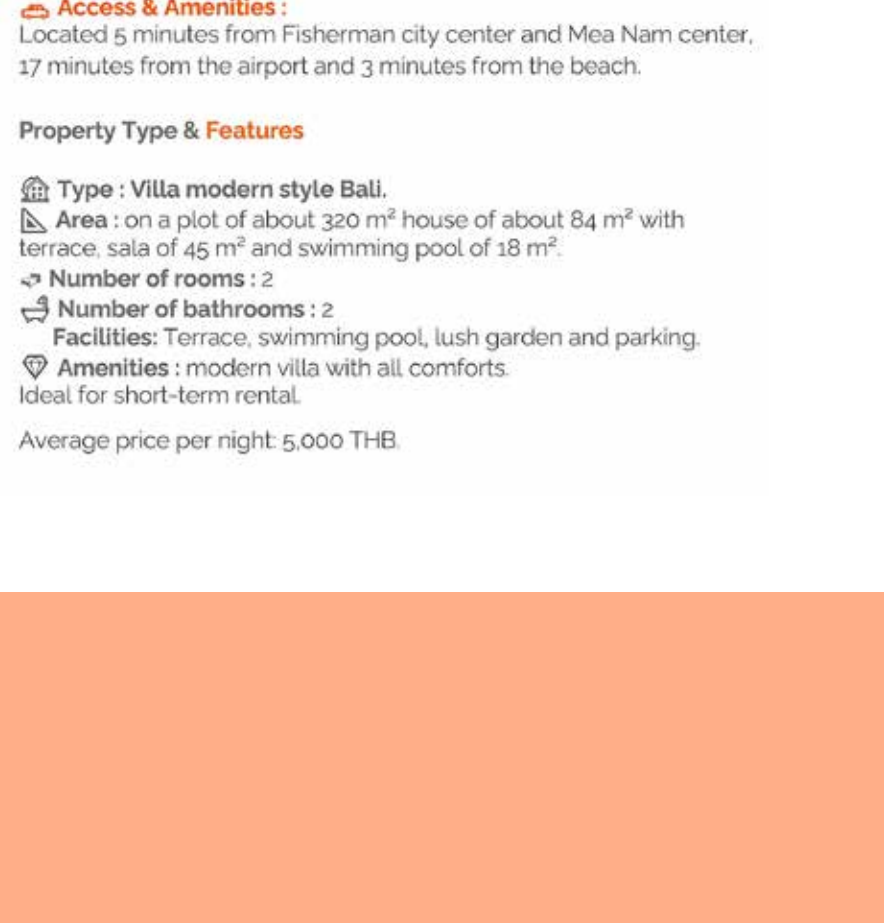 Access & Amenities :
Located 5 minutes from Fisherman city center and Mea Nam center,
17 minutes from the airport and 3 minutes from the beach.
Property Type & Features
Type : Villa modern style Bali.
Area : on a plot of about 320 m² house of about 84 m² with
terrace, sala of 45 m² and swimming pool of 18 m².
Number of rooms : 2
Number of bathrooms : 2
Facilities: Terrace, swimming pool, lush garden and parking.
Amenities : modern villa with all comforts.
Ideal for short-term rental.
Average price per night: 5,000 THB.